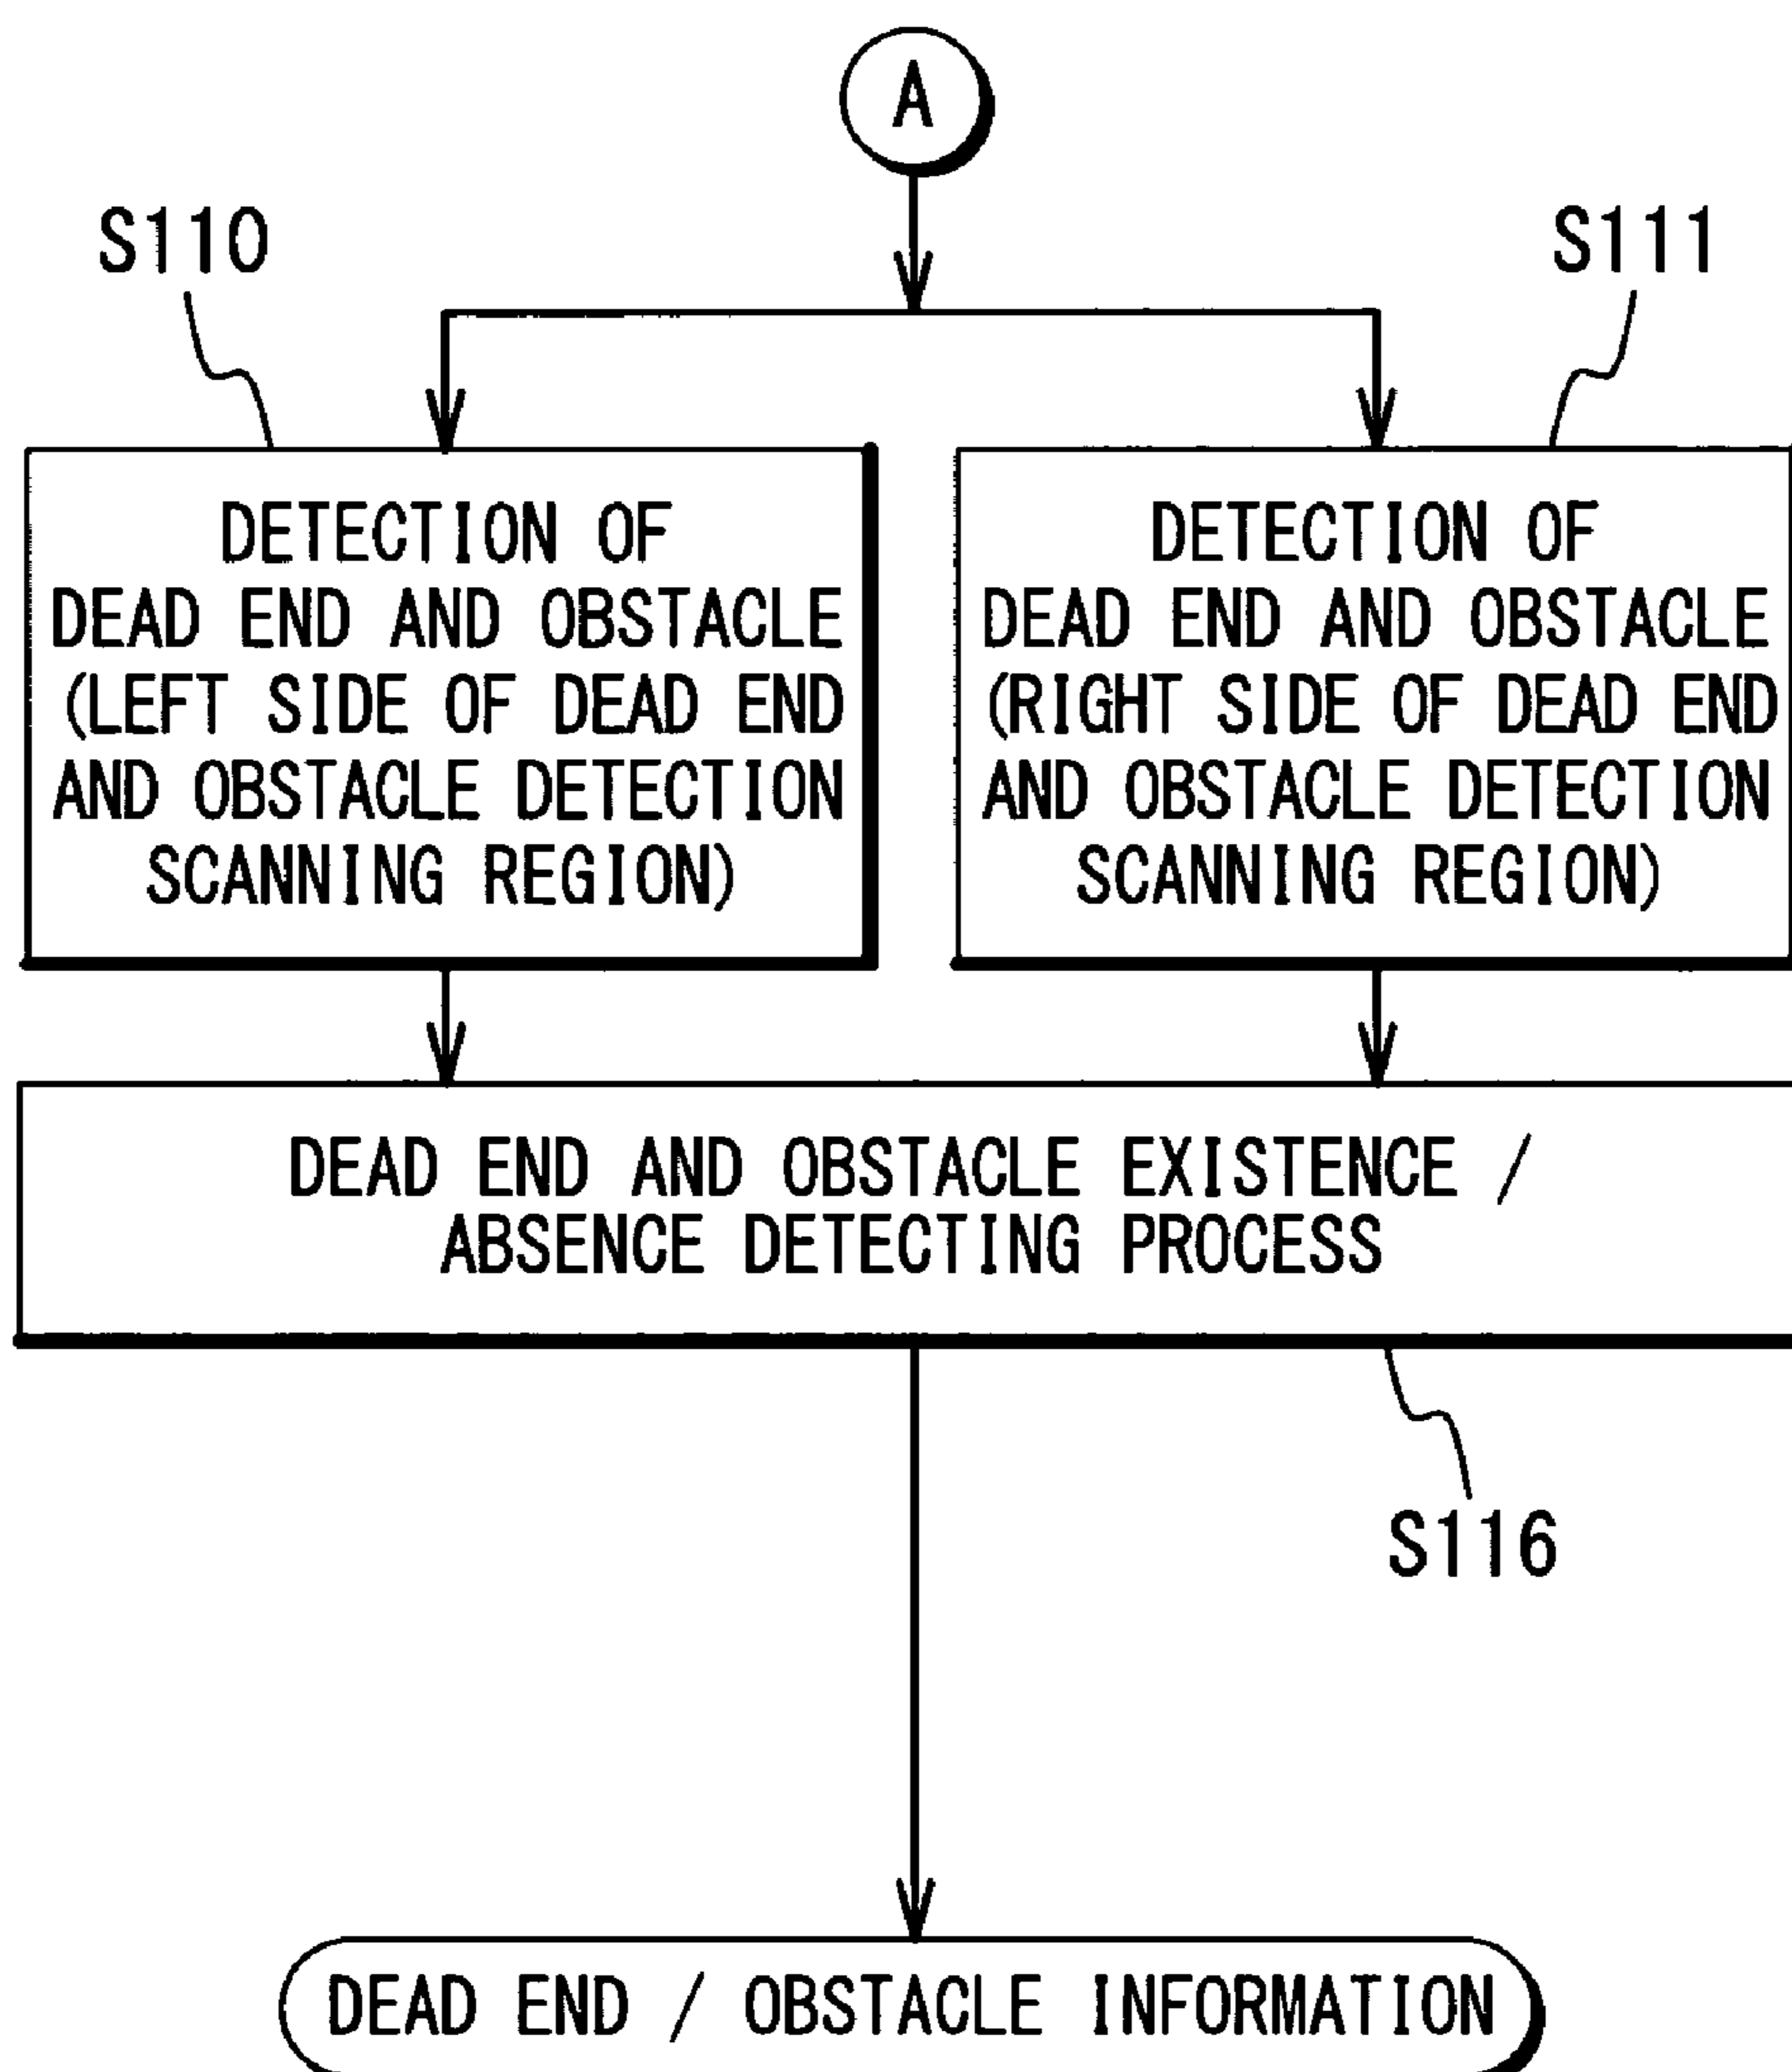 A
S110
S111
DETECTION OF
DEAD END AND OBSTACLE
(LEFT SIDE OF DEAD END
AND OBSTACLE DETECTION
SCANNING REGION)
DETECTION OF
DEAD END AND OBSTACLE
(RIGHT SIDE OF DEAD END
AND OBSTACLE DETECTION
SCANNING REGION)
DEAD END AND OBSTACLE EXISTENCE /
ABSENCE DETECTING PROCESS
S116
DEAD END / OBSTACLE INFORMATION